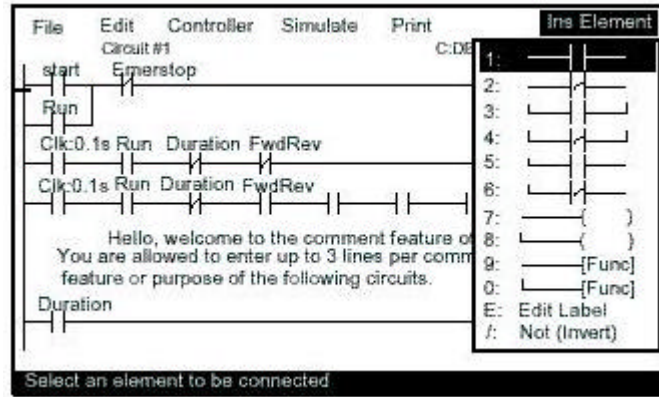 File Edit Controller Simulate Print Ins Element
Circuit #1 C:DE
start Emerstop
Run
Clk:0.1s Run Duration FwdRev
Clk:0.1s Run Duration FwdRev
Hello, welcome to the comment feature of
You are allowed to enter up to 3 lines per comm
feature or purpose of the following circuits.
Duration
1:
2:
3:
4:
5:
6:
7: ( )
8: ( )
9: [Func]
0: [Func]
E: Edit Label
/: Not (Invert)
Select an element to be connected